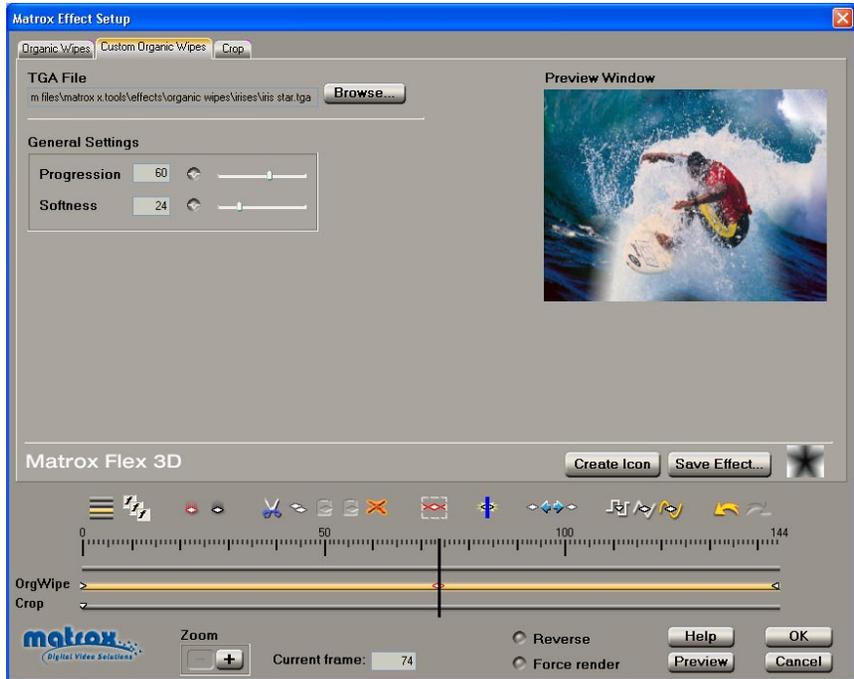 Matrox Effect Setup
Organic Wipes Custom Organic Wipes Crop
TGA File
m files\matrox x.tools\effects\organic wipes\irises\iris star.tga Browse...
Preview Window
General Settings
Progression 60
Softness 24
Matrox Flex 3D
Create Icon Save Effect...
0 50 100 144
OrgWipe
Crop
matrox
Digital Video Solutions
Zoom
- +
Current frame: 74
Reverse
Force render
Help OK
Preview Cancel